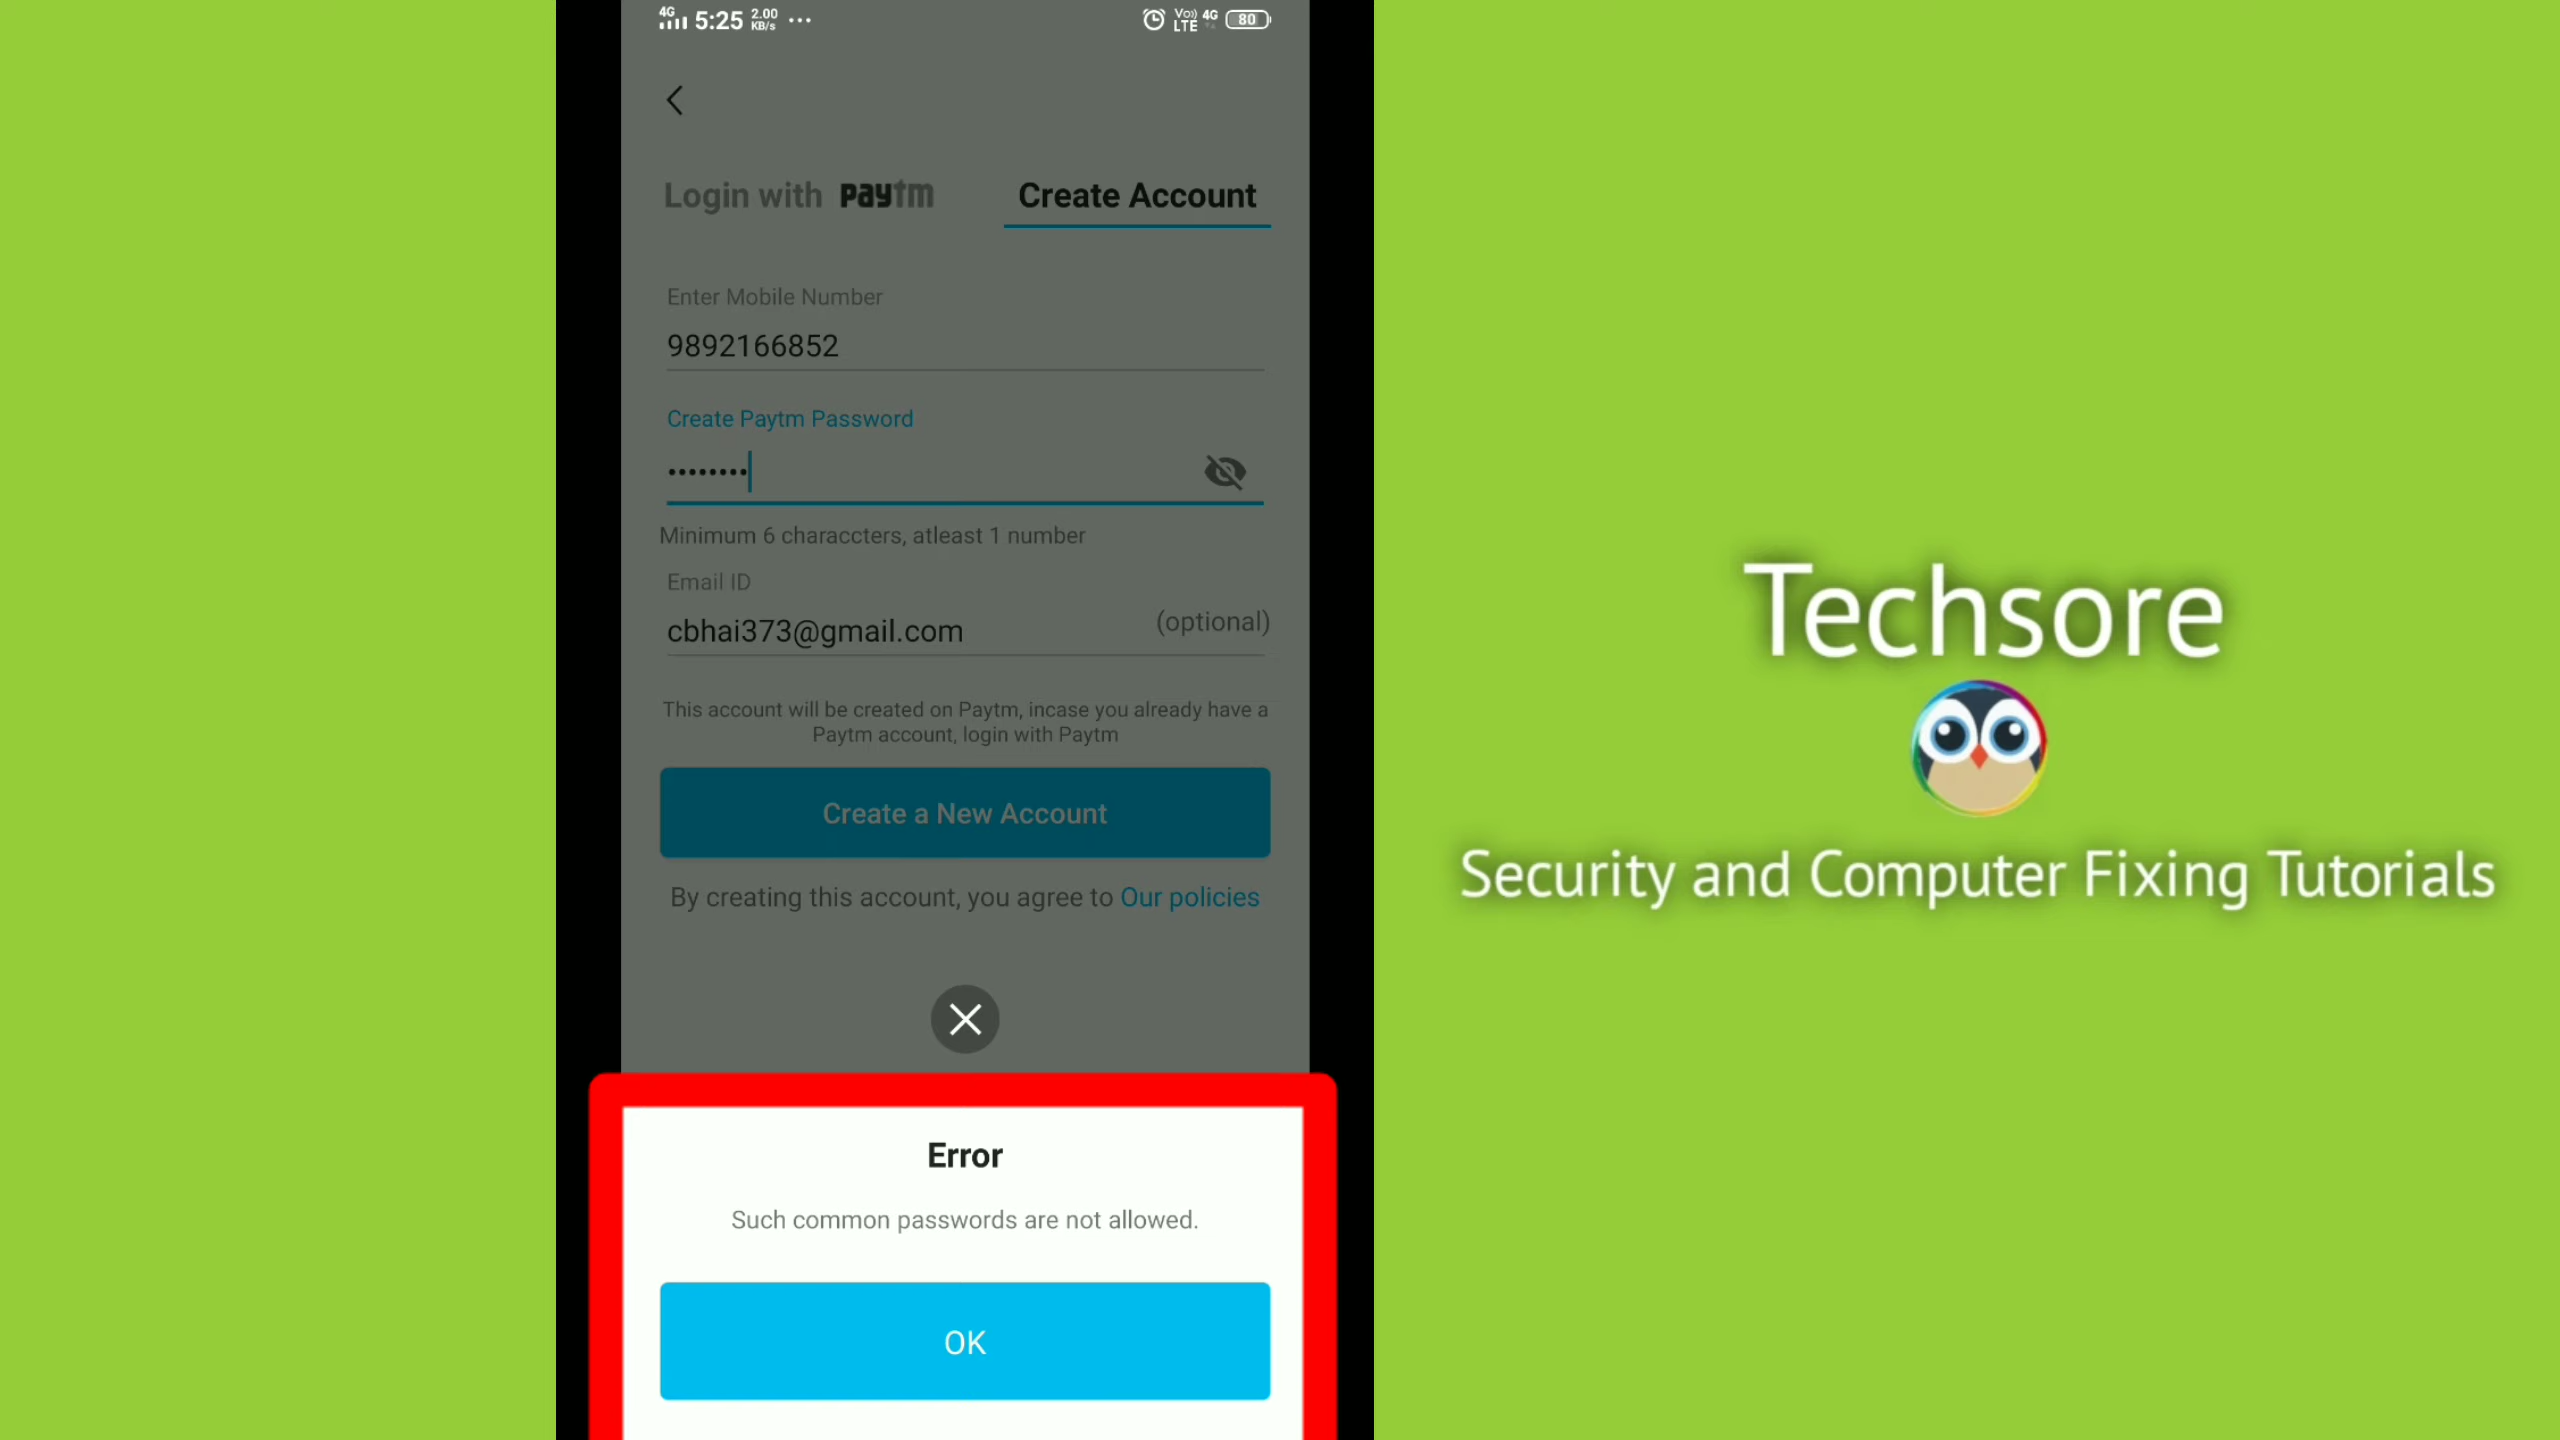 4G 5:25 2.00 KB/s ...
Vo)) LTE 4G 80
Login with paytm Create Account
Enter Mobile Number
9892166852
Create Paytm Password
••••••••
Minimum 6 characcters, atleast 1 number
Email ID
cbhai373@gmail.com (optional)
This account will be created on Paytm, incase you already have a
Paytm account, login with Paytm
Create a New Account
By creating this account, you agree to Our policies
Error
Such common passwords are not allowed.
OK
Techsore
Security and Computer Fixing Tutorials